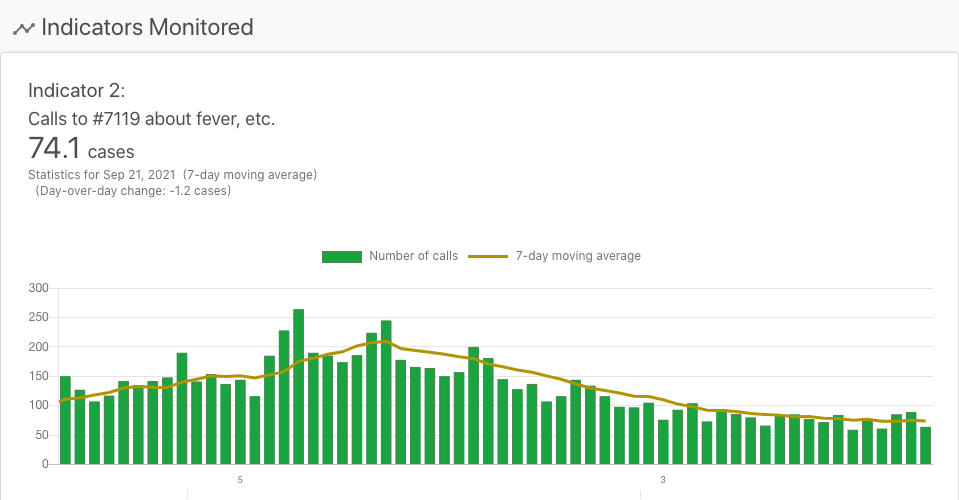 Indicators Monitored
Indicator 2:
Calls to #7119 about fever, etc.
74.1 cases
Statistics for Sep 21, 2021 (7-day moving average)
(Day-over-day change: -1.2 cases)
Number of calls 7-day moving average
300
250
200
150
100
50
0
5 3